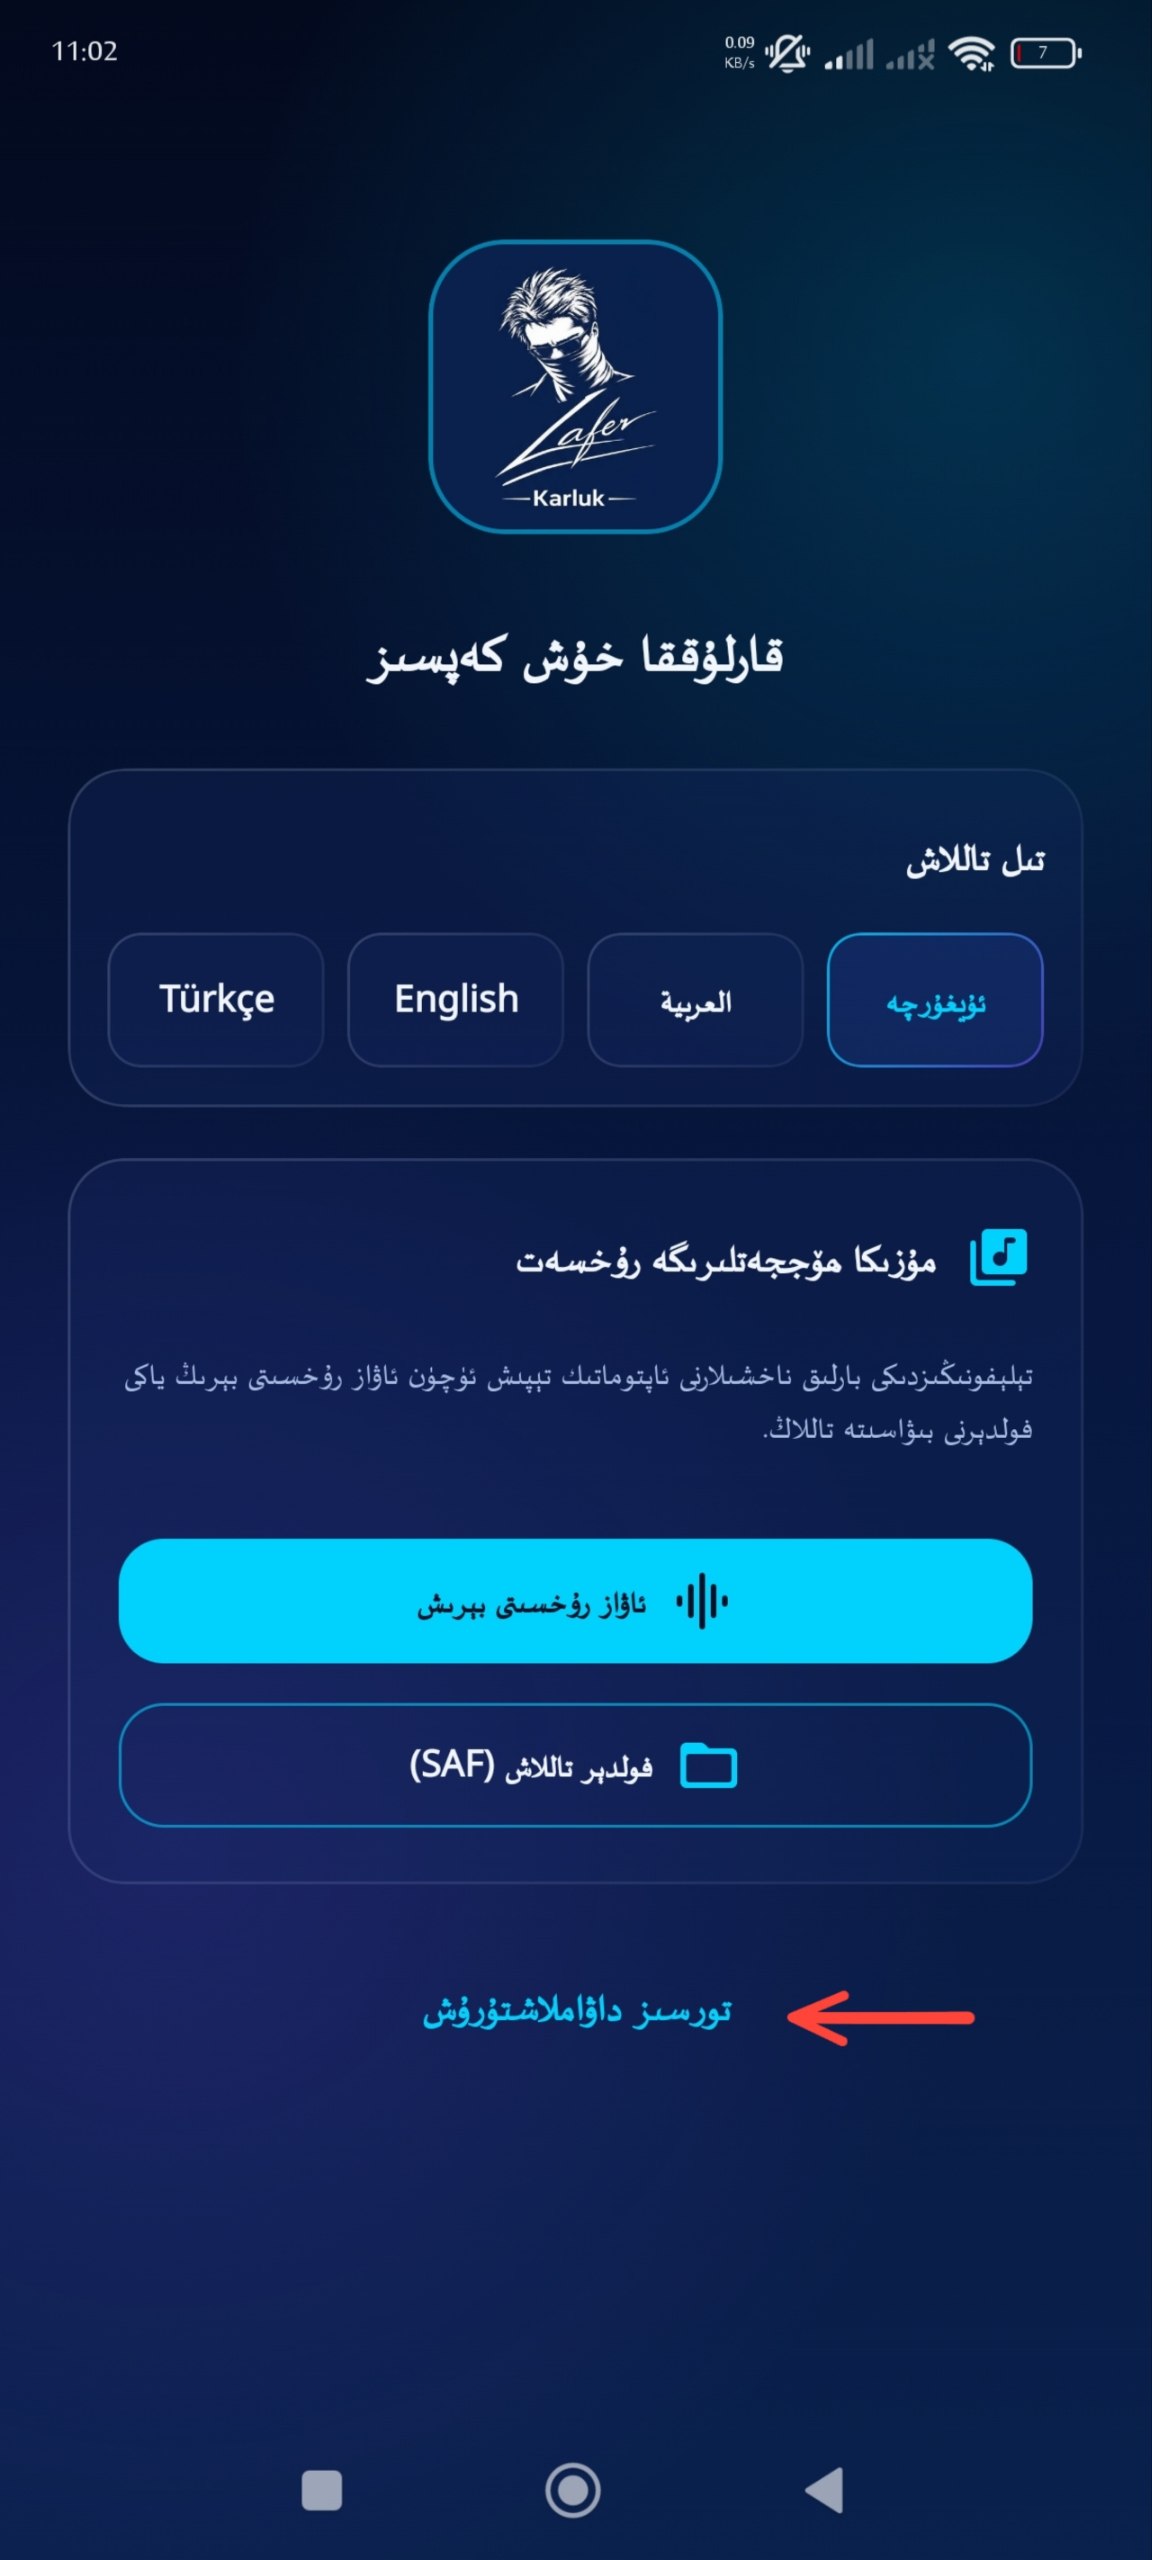 11:02
0.09
KB/s
7
Zafer
Karluk
قارلۇققا خۇش كەپسىز
تىل تاللاش
ئۇيغۇرچە
العربية
English
Türkçe
مۇزىكا ھۆججەتلىرىگە رۇخسەت
تېلېفونىڭىزدىكى بارلىق ناخشىلارنى ئاپتوماتىك تېپىش ئۈچۈن ئاۋاز رۇخسىتى بېرىڭ ياكى
فولدېرنى بىۋاسىتە تاللاڭ.
ئاۋاز رۇخسىتى بېرىش
فولدېر تاللاش (SAF)
تورسىز داۋاملاشتۇرۇش